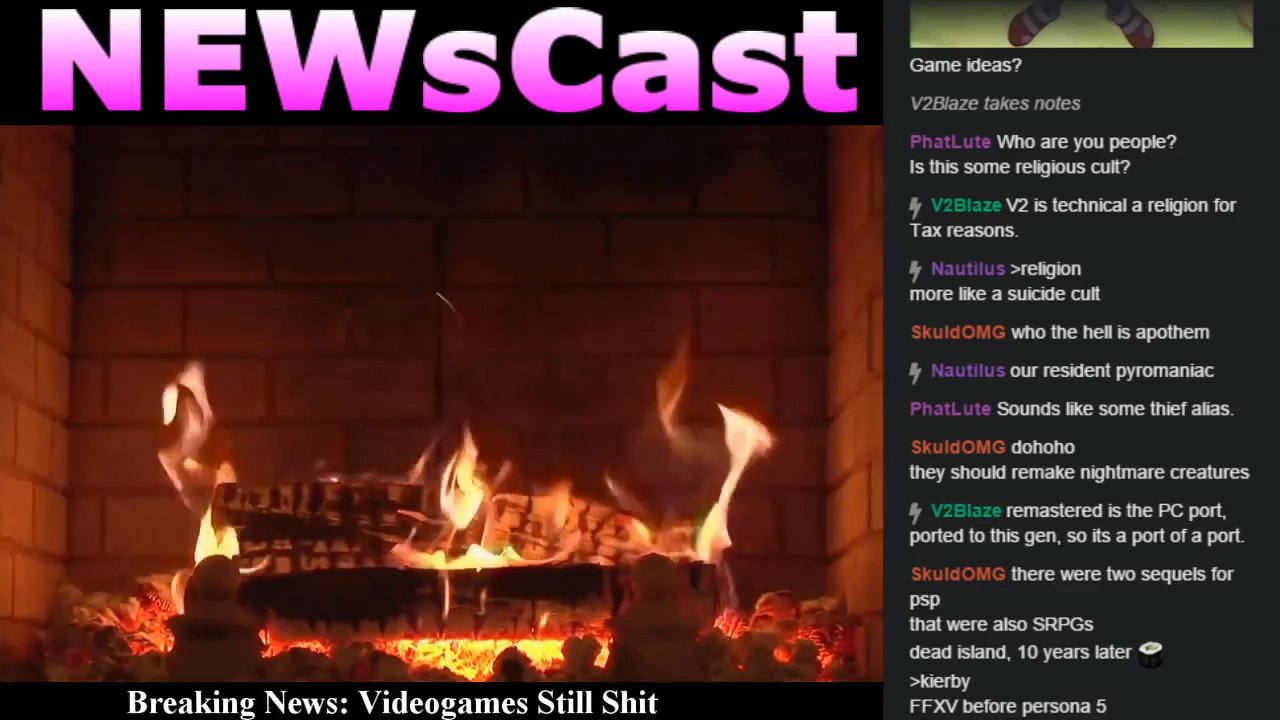 NEWsCast
Game ideas?
V2Blaze takes notes
PhatLute Who are you people?
Is this some religious cult?
V2Blaze V2 is technical a religion for
Tax reasons.
Nautilus >religion
more like a suicide cult
SkuldOMG who the hell is apothem
Nautilus our resident pyromaniac
PhatLute Sounds like some thief alias.
SkuldOMG dohoho
they should remake nightmare creatures
V2Blaze remastered is the PC port,
ported to this gen, so its a port of a port.
SkuldOMG there were two sequels for
psp
that were also SRPGs
dead island, 10 years later
>kierby
FFXV before persona 5
Breaking News: Videogames Still Shit